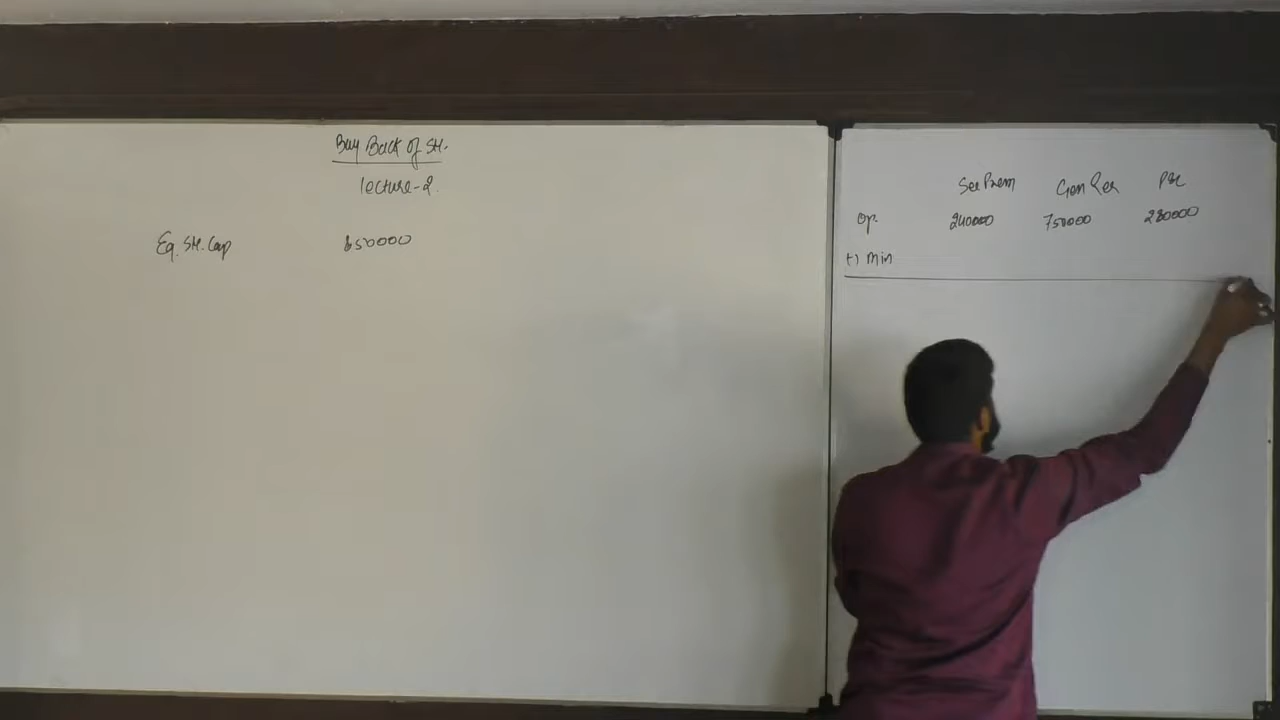 Buy Back of SH.
lecture-2.
Eq. SH. Cap 850000
Sec Prem Gen Res P&L
Op. 240000 750000 280000
(-) Min